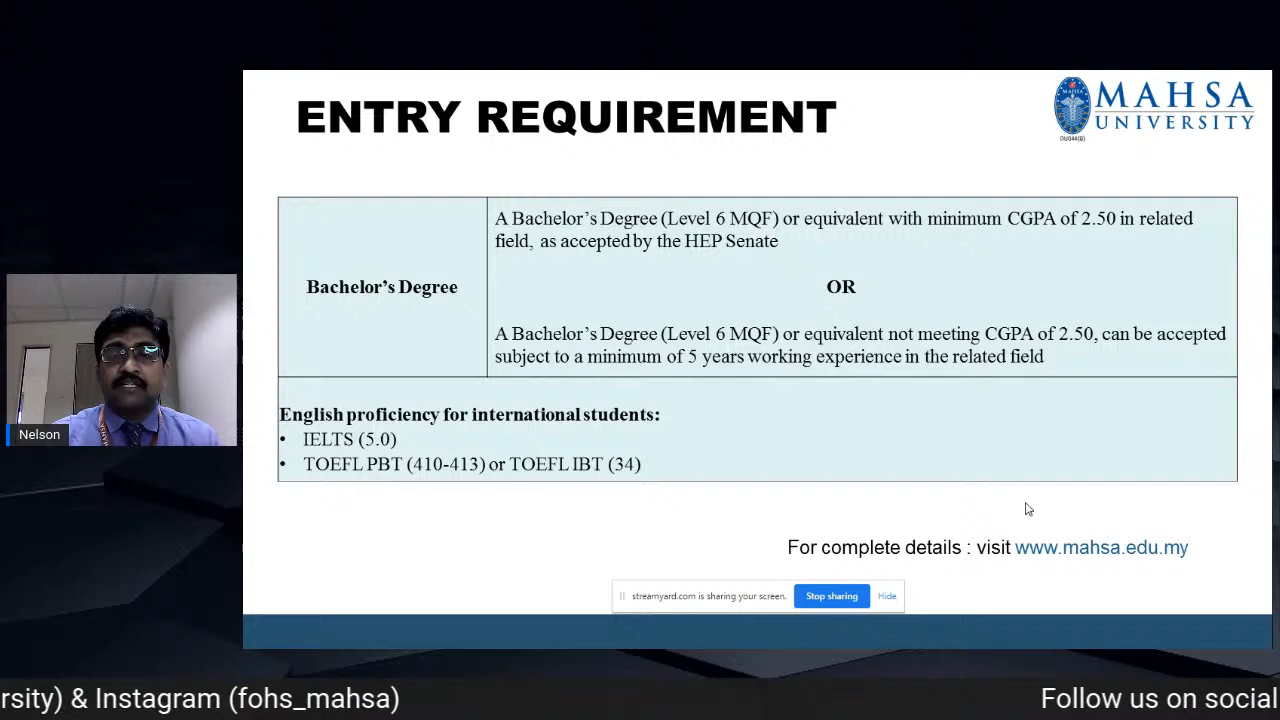 ENTRY REQUIREMENT
MAHSA
UNIVERSITY
DU044(B)
A Bachelor's Degree (Level 6 MQF) or equivalent with minimum CGPA of 2.50 in related
field, as accepted by the HEP Senate
Bachelor's Degree
OR
A Bachelor's Degree (Level 6 MQF) or equivalent not meeting CGPA of 2.50, can be accepted
subject to a minimum of 5 years working experience in the related field
English proficiency for international students:
• IELTS (5.0)
• TOEFL PBT (410-413) or TOEFL IBT (34)
Nelson
For complete details : visit www.mahsa.edu.my
streamyard.com is sharing your screen. Stop sharing Hide
rsity) & Instagram (fohs_mahsa) Follow us on social